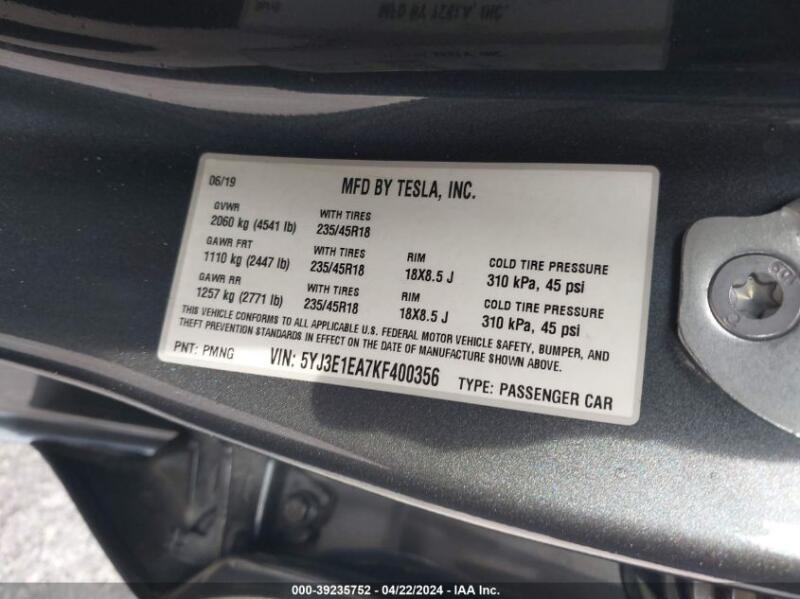 06/19 MFD BY TESLA, INC.
GVWR WITH TIRES
2060 kg (4541 lb) 235/45R18
GAWR FRT WITH TIRES RIM COLD TIRE PRESSURE
1110 kg (2447 lb) 235/45R18 18X8.5 J 310 kPa, 45 psi
GAWR RR WITH TIRES RIM COLD TIRE PRESSURE
1257 kg (2771 lb) 235/45R18 18X8.5 J 310 kPa, 45 psi
THIS VEHICLE CONFORMS TO ALL APPLICABLE U.S. FEDERAL MOTOR VEHICLE SAFETY, BUMPER, AND
THEFT PREVENTION STANDARDS IN EFFECT ON THE DATE OF MANUFACTURE SHOWN ABOVE.
PNT: PMNG VIN: 5YJ3E1EA7KF400356 TYPE: PASSENGER CAR
000-39235752 - 04/22/2024 - IAA Inc.